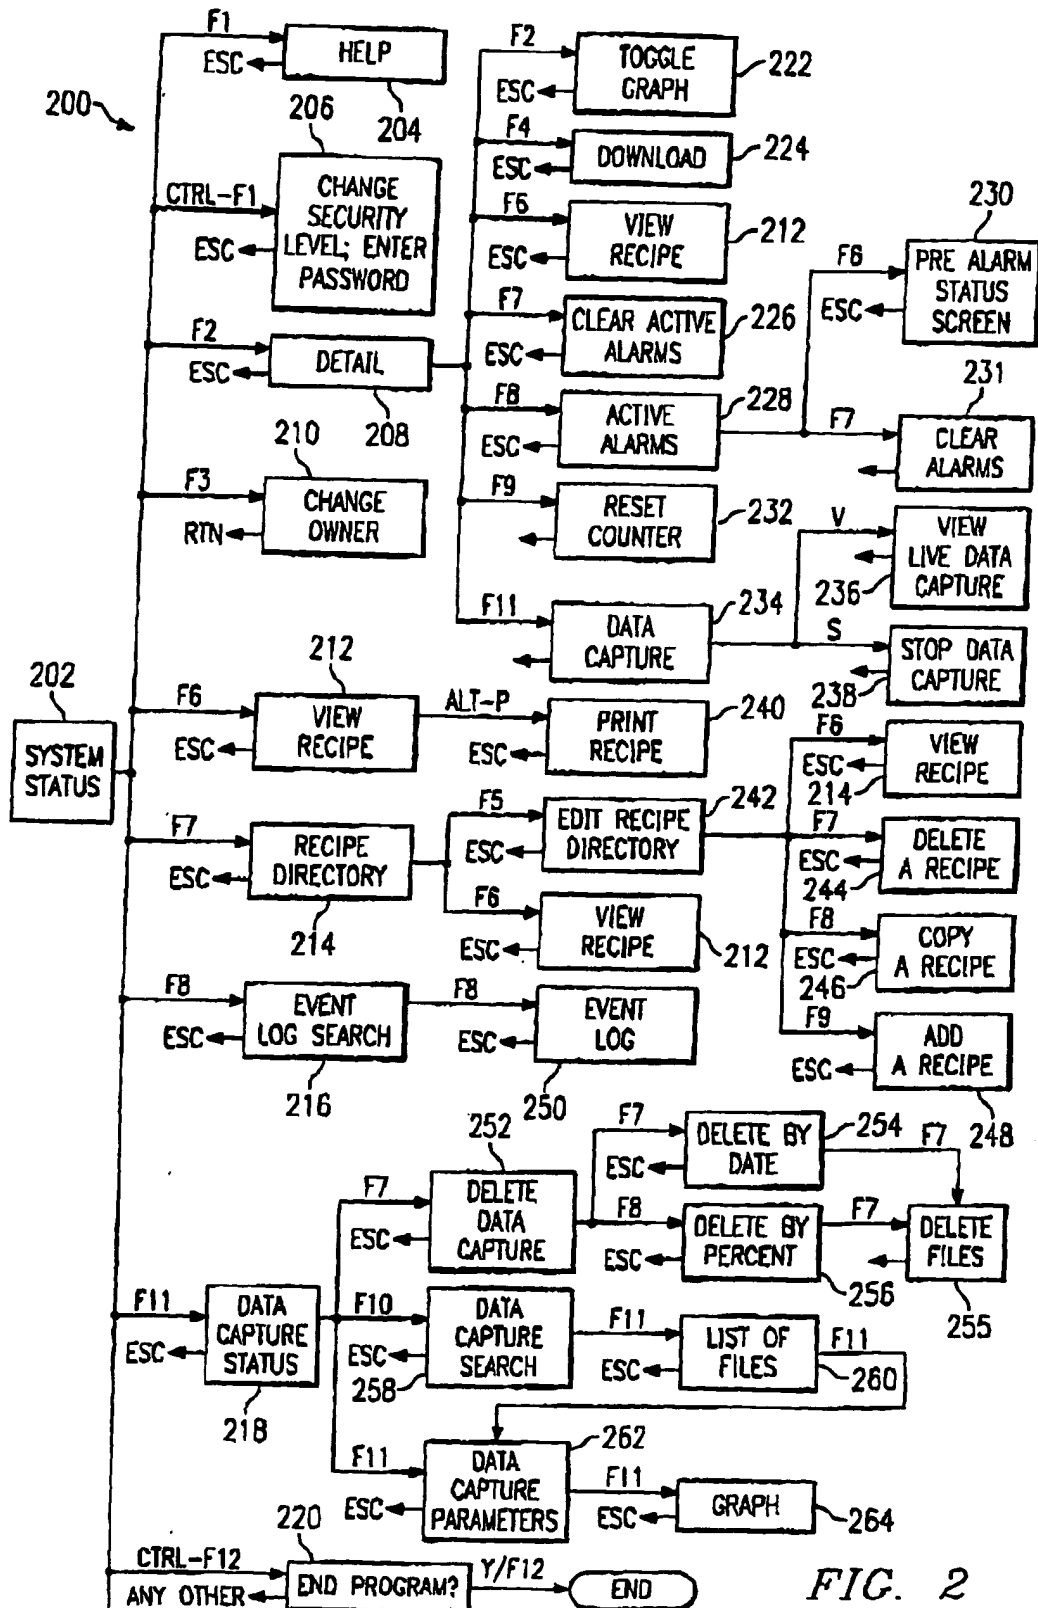 F1
HELP
ESC
204
200
206
CTRL-F1
CHANGE
SECURITY
LEVEL; ENTER
PASSWORD
ESC
F2
DETAIL
ESC
208
210
F3
CHANGE
OWNER
RTN
F2
TOGGLE
GRAPH
ESC
222
F4
DOWNLOAD
ESC
224
F6
VIEW
RECIPE
ESC
212
F7
CLEAR ACTIVE
ALARMS
ESC
226
F8
ACTIVE
ALARMS
ESC
228
F9
RESET
COUNTER
232
F11
DATA
CAPTURE
234
230
F6
PRE ALARM
STATUS
SCREEN
ESC
231
F7
CLEAR
ALARMS
V
VIEW
LIVE DATA
CAPTURE
236
S
STOP DATA
CAPTURE
238
202
SYSTEM
STATUS
212
F6
VIEW
RECIPE
ESC
ALT-P
PRINT
RECIPE
ESC
240
F7
RECIPE
DIRECTORY
ESC
214
F5
EDIT RECIPE
DIRECTORY
ESC
242
F6
VIEW
RECIPE
ESC
212
F6
VIEW
RECIPE
ESC
214
F7
DELETE
A RECIPE
ESC
244
F8
COPY
A RECIPE
ESC
246
F9
ADD
A RECIPE
ESC
248
F8
EVENT
LOG SEARCH
ESC
216
F8
EVENT
LOG
ESC
250
252
F7
DELETE
DATA
CAPTURE
ESC
F7
DELETE BY
DATE
ESC
254
F7
F8
DELETE BY
PERCENT
ESC
256
F7
DELETE
FILES
255
F11
DATA
CAPTURE
STATUS
ESC
218
F10
DATA
CAPTURE
SEARCH
ESC
258
F11
LIST OF
FILES
ESC
260
F11
F11
DATA
CAPTURE
PARAMETERS
ESC
262
F11
GRAPH
ESC
264
220
CTRL-F12
END PROGRAM?
ANY OTHER
Y/F12
END
FIG. 2